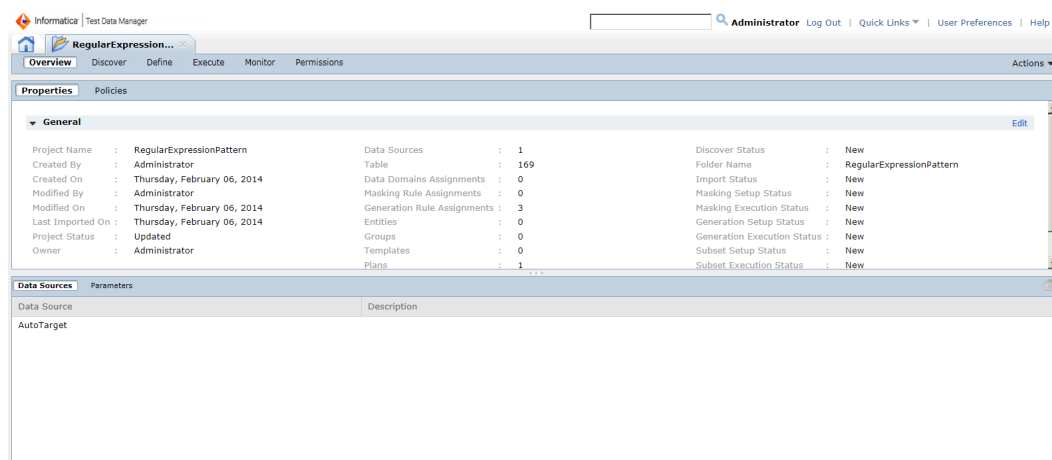 Informatica Test Data Manager
Administrator Log Out | Quick Links | User Preferences | Help
RegularExpression...
Overview Discover Define Execute Monitor Permissions Actions
Properties Policies
General Edit
Project Name : RegularExpressionPattern Data Sources : 1 Discover Status : New
Created By : Administrator Table : 169 Folder Name : RegularExpressionPattern
Created On : Thursday, February 06, 2014 Data Domains Assignments : 0 Import Status : New
Modified By : Administrator Masking Rule Assignments : 0 Masking Setup Status : New
Modified On : Thursday, February 06, 2014 Generation Rule Assignments : 3 Masking Execution Status : New
Last Imported On : Thursday, February 06, 2014 Entities : 0 Generation Setup Status : New
Project Status : Updated Groups : 0 Generation Execution Status : New
Owner : Administrator Templates : 0 Subset Setup Status : New
Plans : 1 Subset Execution Status : New
Data Sources Parameters
Data Source Description
AutoTarget